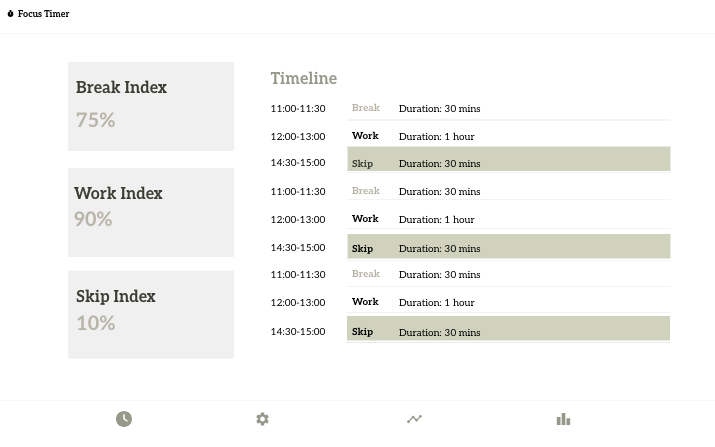 Focus Timer
Break Index
75%
Work Index
90%
Skip Index
10%
Timeline
11:00-11:30 Break Duration: 30 mins
12:00-13:00 Work Duration: 1 hour
14:30-15:00 Skip Duration: 30 mins
11:00-11:30 Break Duration: 30 mins
12:00-13:00 Work Duration: 1 hour
14:30-15:00 Skip Duration: 30 mins
11:00-11:30 Break Duration: 30 mins
12:00-13:00 Work Duration: 1 hour
14:30-15:00 Skip Duration: 30 mins